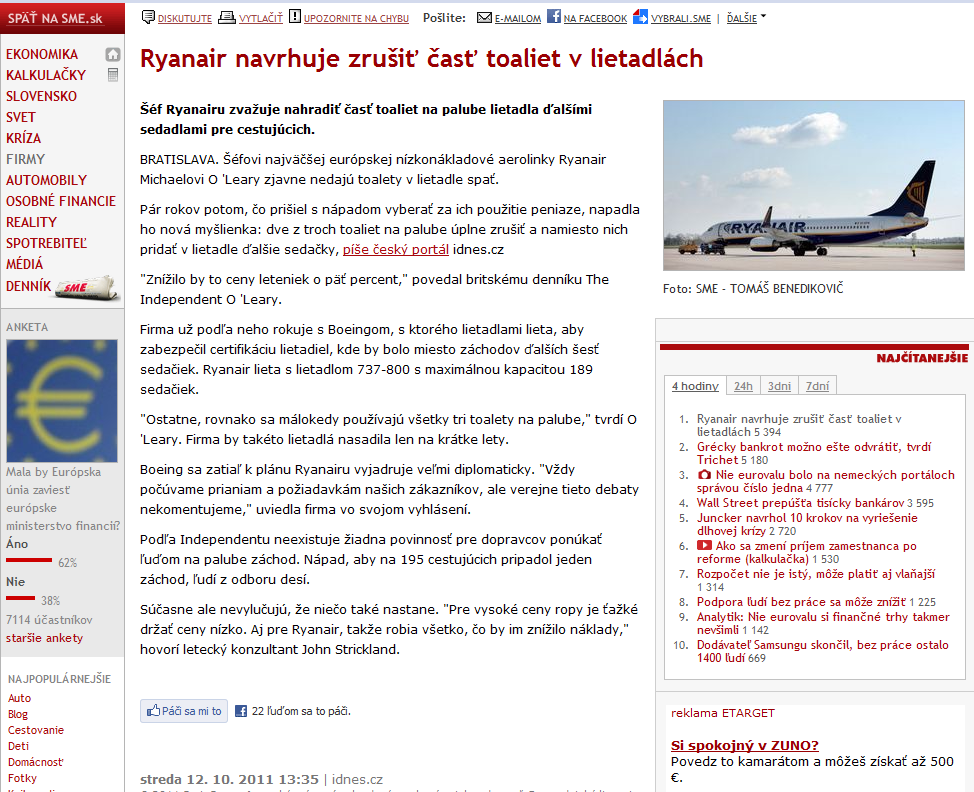 SPÄŤ NA SME.sk
DISKUTUJTE VYTLAČIŤ UPOZORNITE NA CHYBU Pošlite: E-MAILOM NA FACEBOOK VYBRALI.SME | ĎALŠIE
EKONOMIKA
KALKULAČKY
SLOVENSKO
SVET
KRÍZA
FIRMY
AUTOMOBILY
OSOBNÉ FINANCIE
REALITY
SPOTREBITEĽ
MÉDIÁ
DENNÍK SME
ANKETA
Mala by Európska
únia zaviesť
európske
ministerstvo financií?
Áno
62%
Nie
38%
7114 účastníkov
staršie ankety
NAJPOPULÁRNEJŠIE
Auto
Blog
Cestovanie
Deti
Domácnosť
Fotky
Ryanair navrhuje zrušiť časť toaliet v lietadlách
Šéf Ryanairu zvažuje nahradiť časť toaliet na palube lietadla ďalšími
sedadlami pre cestujúcich.
BRATISLAVA. Šéfovi najväčšej európskej nízkonákladové aerolinky Ryanair
Michaelovi O 'Leary zjavne nedajú toalety v lietadle spať.
Pár rokov potom, čo prišiel s nápadom vyberať za ich použitie peniaze, napadla
ho nová myšlienka: dve z troch toaliet na palube úplne zrušiť a namiesto nich
pridať v lietadle ďalšie sedačky, píše český portál idnes.cz
"Znížilo by to ceny leteniek o päť percent," povedal britskému denníku The
Independent O 'Leary.
Firma už podľa neho rokuje s Boeingom, s ktorého lietadlami lieta, aby
zabezpečil certifikáciu lietadiel, kde by bolo miesto záchodov ďalších šesť
sedačiek. Ryanair lieta s lietadlom 737-800 s maximálnou kapacitou 189
sedačiek.
"Ostatne, rovnako sa málokedy používajú všetky tri toalety na palube," tvrdí O
'Leary. Firma by takéto lietadlá nasadila len na krátke lety.
Boeing sa zatiaľ k plánu Ryanairu vyjadruje veľmi diplomaticky. "Vždy
počúvame prianiam a požiadavkám našich zákazníkov, ale verejne tieto debaty
nekomentujeme," uviedla firma vo svojom vyhlásení.
Podľa Independentu neexistuje žiadna povinnosť pre dopravcov ponúkať
ľuďom na palube záchod. Nápad, aby na 195 cestujúcich pripadol jeden
záchod, ľudí z odboru desí.
Súčasne ale nevylučujú, že niečo také nastane. "Pre vysoké ceny ropy je ťažké
držať ceny nízko. Aj pre Ryanair, takže robia všetko, čo by im znížilo náklady,"
hovorí letecký konzultant John Strickland.
Páči sa mi to 22 ľuďom sa to páči.
streda 12. 10. 2011 13:35 | idnes.cz
RYANAIR
Foto: SME - TOMÁŠ BENEDIKOVIČ
NAJČÍTANEJŠIE
4 hodiny 24h 3dni 7dní
1. Ryanair navrhuje zrušiť časť toaliet v
lietadlách 5 394
2. Grécky bankrot možno ešte odvrátiť, tvrdí
Trichet 5 180
3. Nie eurovalu bolo na nemeckých portáloch
správou číslo jedna 4 777
4. Wall Street prepúšťa tisícky bankárov 3 595
5. Juncker navrhol 10 krokov na vyriešenie
dlhovej krízy 2 720
6. Ako sa zmení príjem zamestnanca po
reforme (kalkulačka) 1 530
7. Rozpočet nie je istý, môže platiť aj vlaňajší
1 314
8. Podpora ľudí bez práce sa môže znížiť 1 225
9. Analytik: Nie eurovalu si finančné trhy takmer
nevšimli 1 142
10. Dodávateľ Samsungu skončil, bez práce ostalo
1400 ľudí 669
reklama ETARGET
Si spokojný v ZUNO?
Povedz to kamarátom a môžeš získať až 500
€.